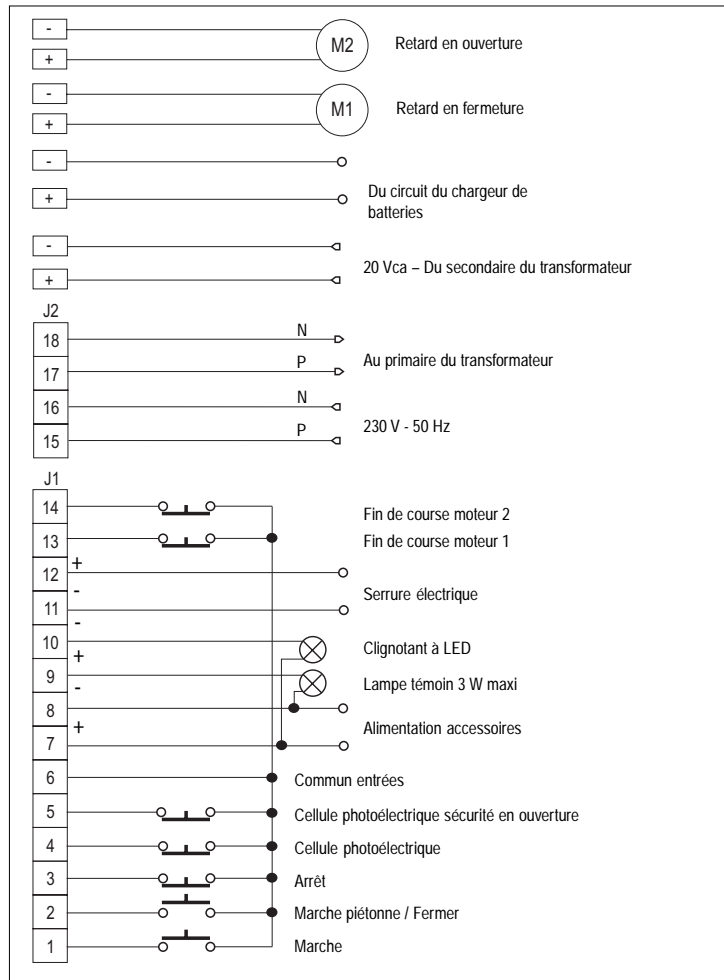 -
M2
Retard en ouverture
+
-
M1
Retard en fermeture
+
-
+
Du circuit du chargeur de
batteries
-
20 Vca – Du secondaire du transformateur
+
J2
18
N
Au primaire du transformateur
17
P
16
N
230 V - 50 Hz
15
P
J1
14
Fin de course moteur 2
13
Fin de course moteur 1
12
+
Serrure électrique
-
11
-
10
Clignotant à LED
+
9
Lampe témoin 3 W maxi
-
8
Alimentation accessoires
+
7
6
Commun entrées
5
Cellule photoélectrique sécurité en ouverture
4
Cellule photoélectrique
3
Arrêt
2
Marche piétonne / Fermer
1
Marche